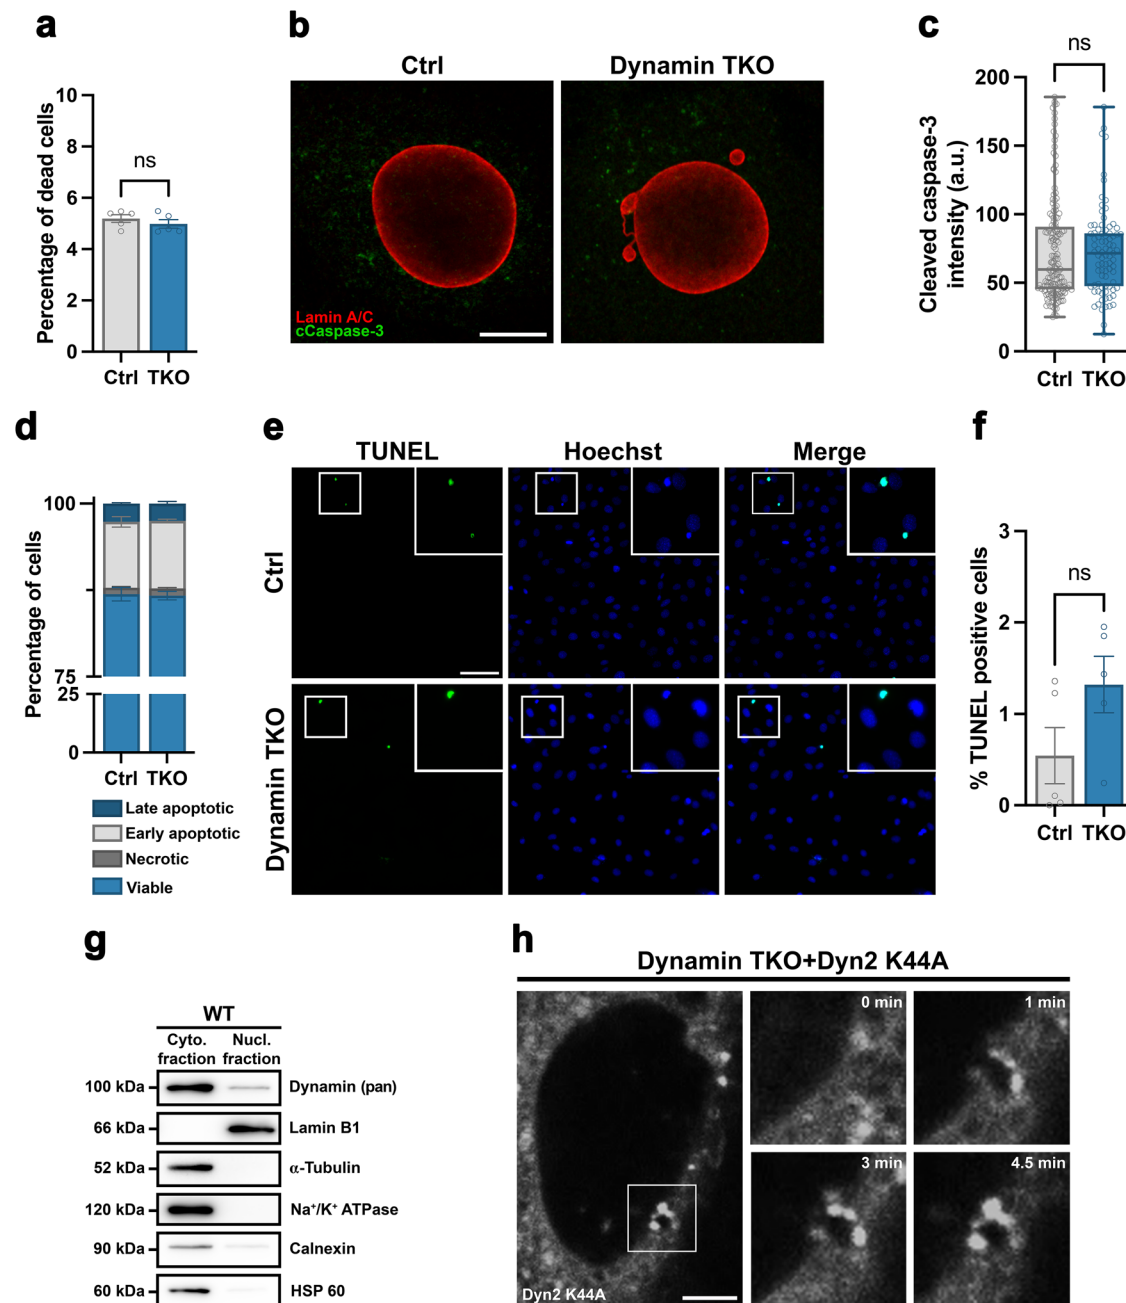 a
Percentage of dead cells
10
8
6
4
2
0
ns
Ctrl TKO
b
Ctrl
Dynamin TKO
Lamin A/C
cCaspase-3
c
Cleaved caspase-3
intensity (a.u.)
200
150
100
50
0
ns
Ctrl TKO
d
Percentage of cells
100
75
25
0
Ctrl TKO
Late apoptotic
Early apoptotic
Necrotic
Viable
e
TUNEL
Hoechst
Merge
Ctrl
Dynamin TKO
f
% TUNEL positive cells
3
2
1
0
ns
Ctrl TKO
g
WT
Cyto. fraction
Nucl. fraction
100 kDa
Dynamin (pan)
66 kDa
Lamin B1
52 kDa
α-Tubulin
120 kDa
Na⁺/K⁺ ATPase
90 kDa
Calnexin
60 kDa
HSP 60
h
Dynamin TKO+Dyn2 K44A
0 min
1 min
3 min
4.5 min
Dyn2 K44A